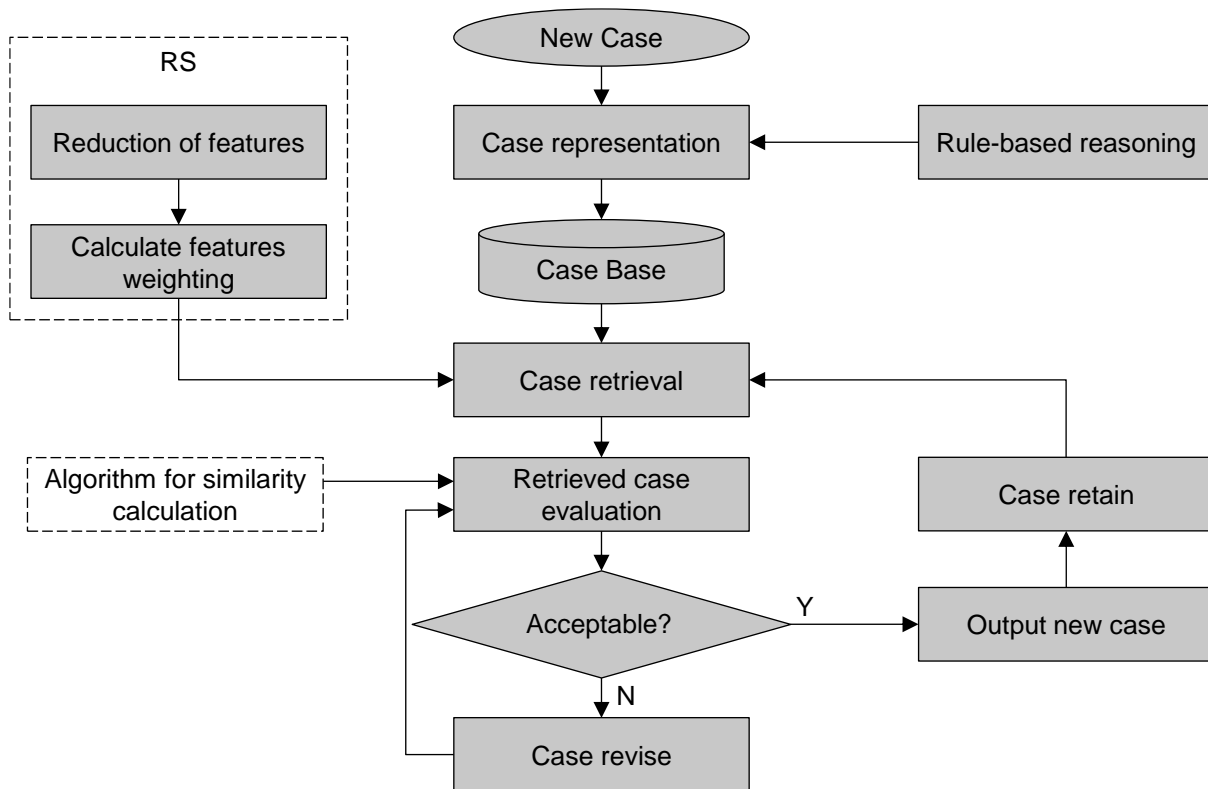 New Case
RS
Reduction of features
Case representation
Rule-based reasoning
Calculate features
weighting
Case Base
Case retrieval
Algorithm for similarity
calculation
Retrieved case
evaluation
Case retain
Acceptable?
Y
Output new case
N
Case revise